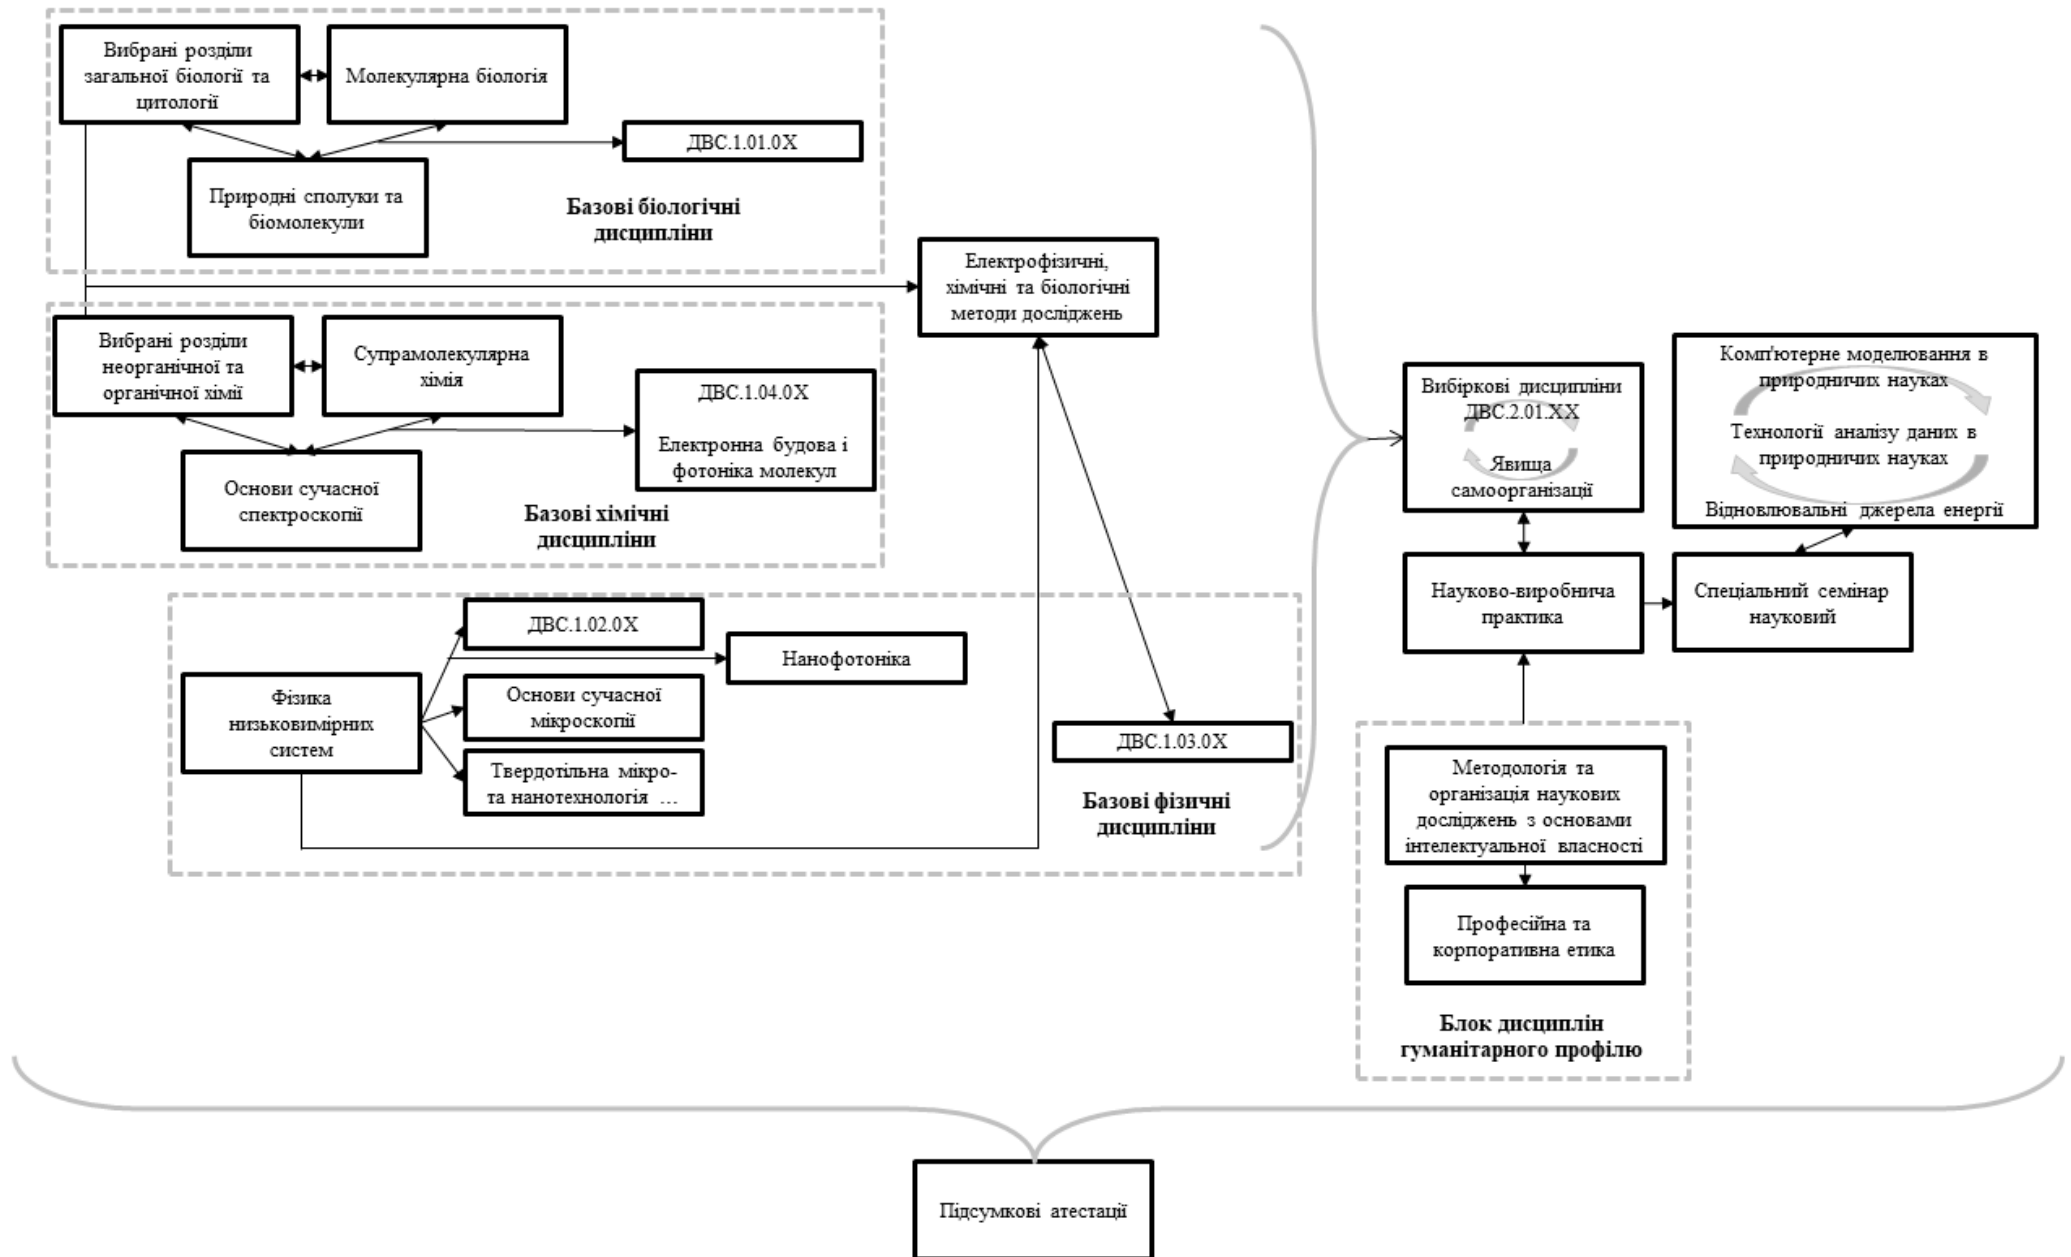 Вибрані розділи
загальної біології та
цитології
Молекулярна біологія
ДВС.1.01.0X
Природні сполуки та
біомолекули
Базові біологічні
дисципліни
Електрофізичні,
хімічні та біологічні
методи досліджень
Вибрані розділи
неорганічної та
органічної хімії
Супрамолекулярна
хімія
ДВС.1.04.0X
Електронна будова і
фотоніка молекул
Основи сучасної
спектроскопії
Базові хімічні
дисципліни
Вибіркові дисципліни
ДВС.2.01.XX
Явища
самоорганізації
Комп'ютерне моделювання в
природничих науках
Технології аналізу даних в
природничих науках
Відновлювальні джерела енергії
Науково-виробнича
практика
Спеціальний семінар
науковий
ДВС.1.02.0X
Нанофотоніка
Фізика
низьковимірних
систем
Основи сучасної
мікроскопії
Твердотільна мікро-
та нанотехнологія ...
ДВС.1.03.0X
Базові фізичні
дисципліни
Методологія та
організація наукових
досліджень з основами
інтелектуальної власності
Професійна та
корпоративна етика
Блок дисциплін
гуманітарного профілю
Підсумкові атестації